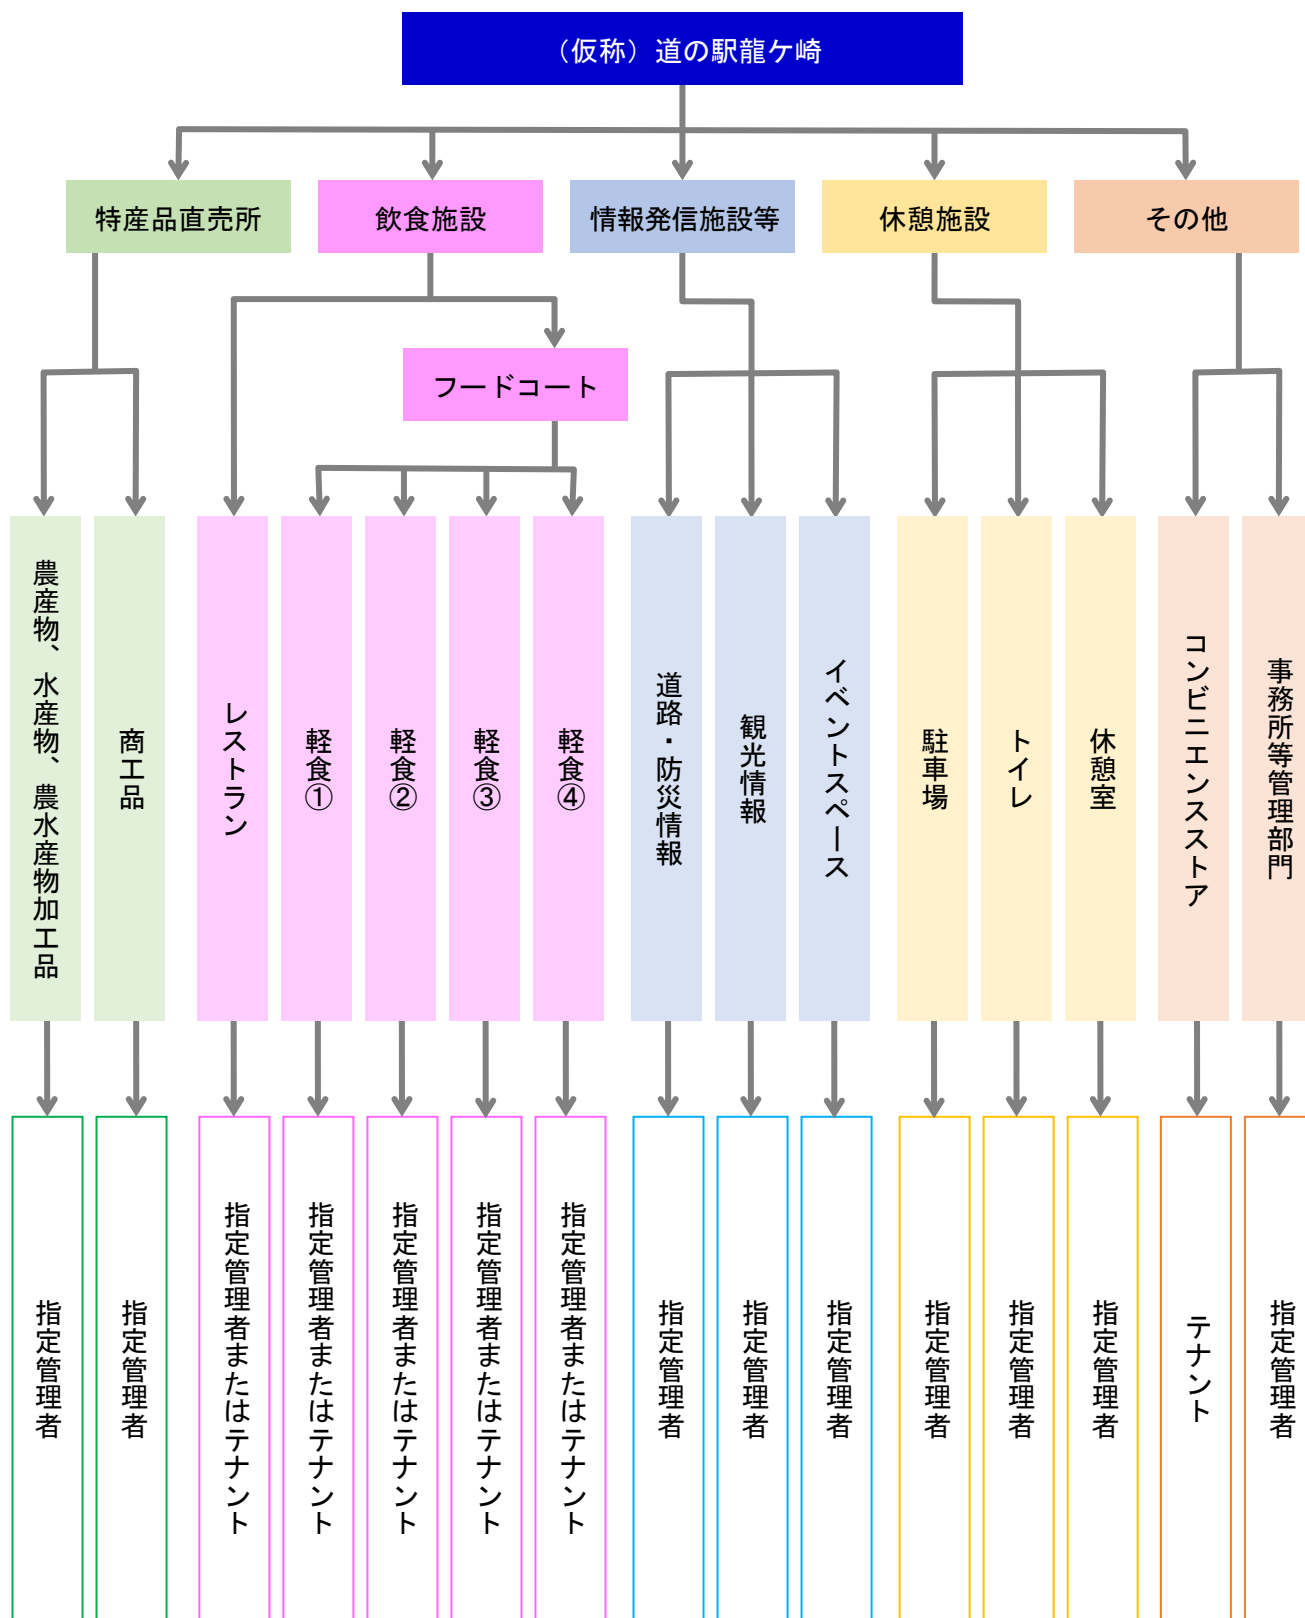 （仮称）道の駅龍ケ崎
特産品直売所
飲食施設
情報発信施設等
休憩施設
その他
フードコート
農産物、水産物、農水産物加工品
商工品
レストラン
軽食①
軽食②
軽食③
軽食④
道路・防災情報
観光情報
イベントスペース
駐車場
トイレ
休憩室
コンビニエンスストア
事務所等管理部門
指定管理者
指定管理者
指定管理者またはテナント
指定管理者またはテナント
指定管理者またはテナント
指定管理者またはテナント
指定管理者またはテナント
指定管理者
指定管理者
指定管理者
指定管理者
指定管理者
指定管理者
テナント
指定管理者